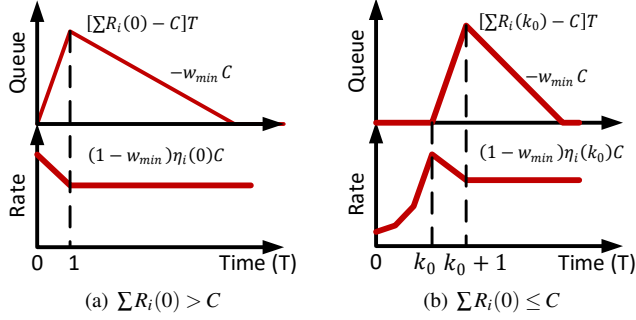 Queue
[∑R_i(0) − C]T
−w_min C
Rate
(1 − w_min)η_i(0)C
0
1
Time (T)
(a) ∑R_i(0) > C
Queue
[∑R_i(k_0) − C]T
−w_min C
Rate
(1 − w_min)η_i(k_0)C
0
k_0
k_0 + 1
Time (T)
(b) ∑R_i(0) ≤ C